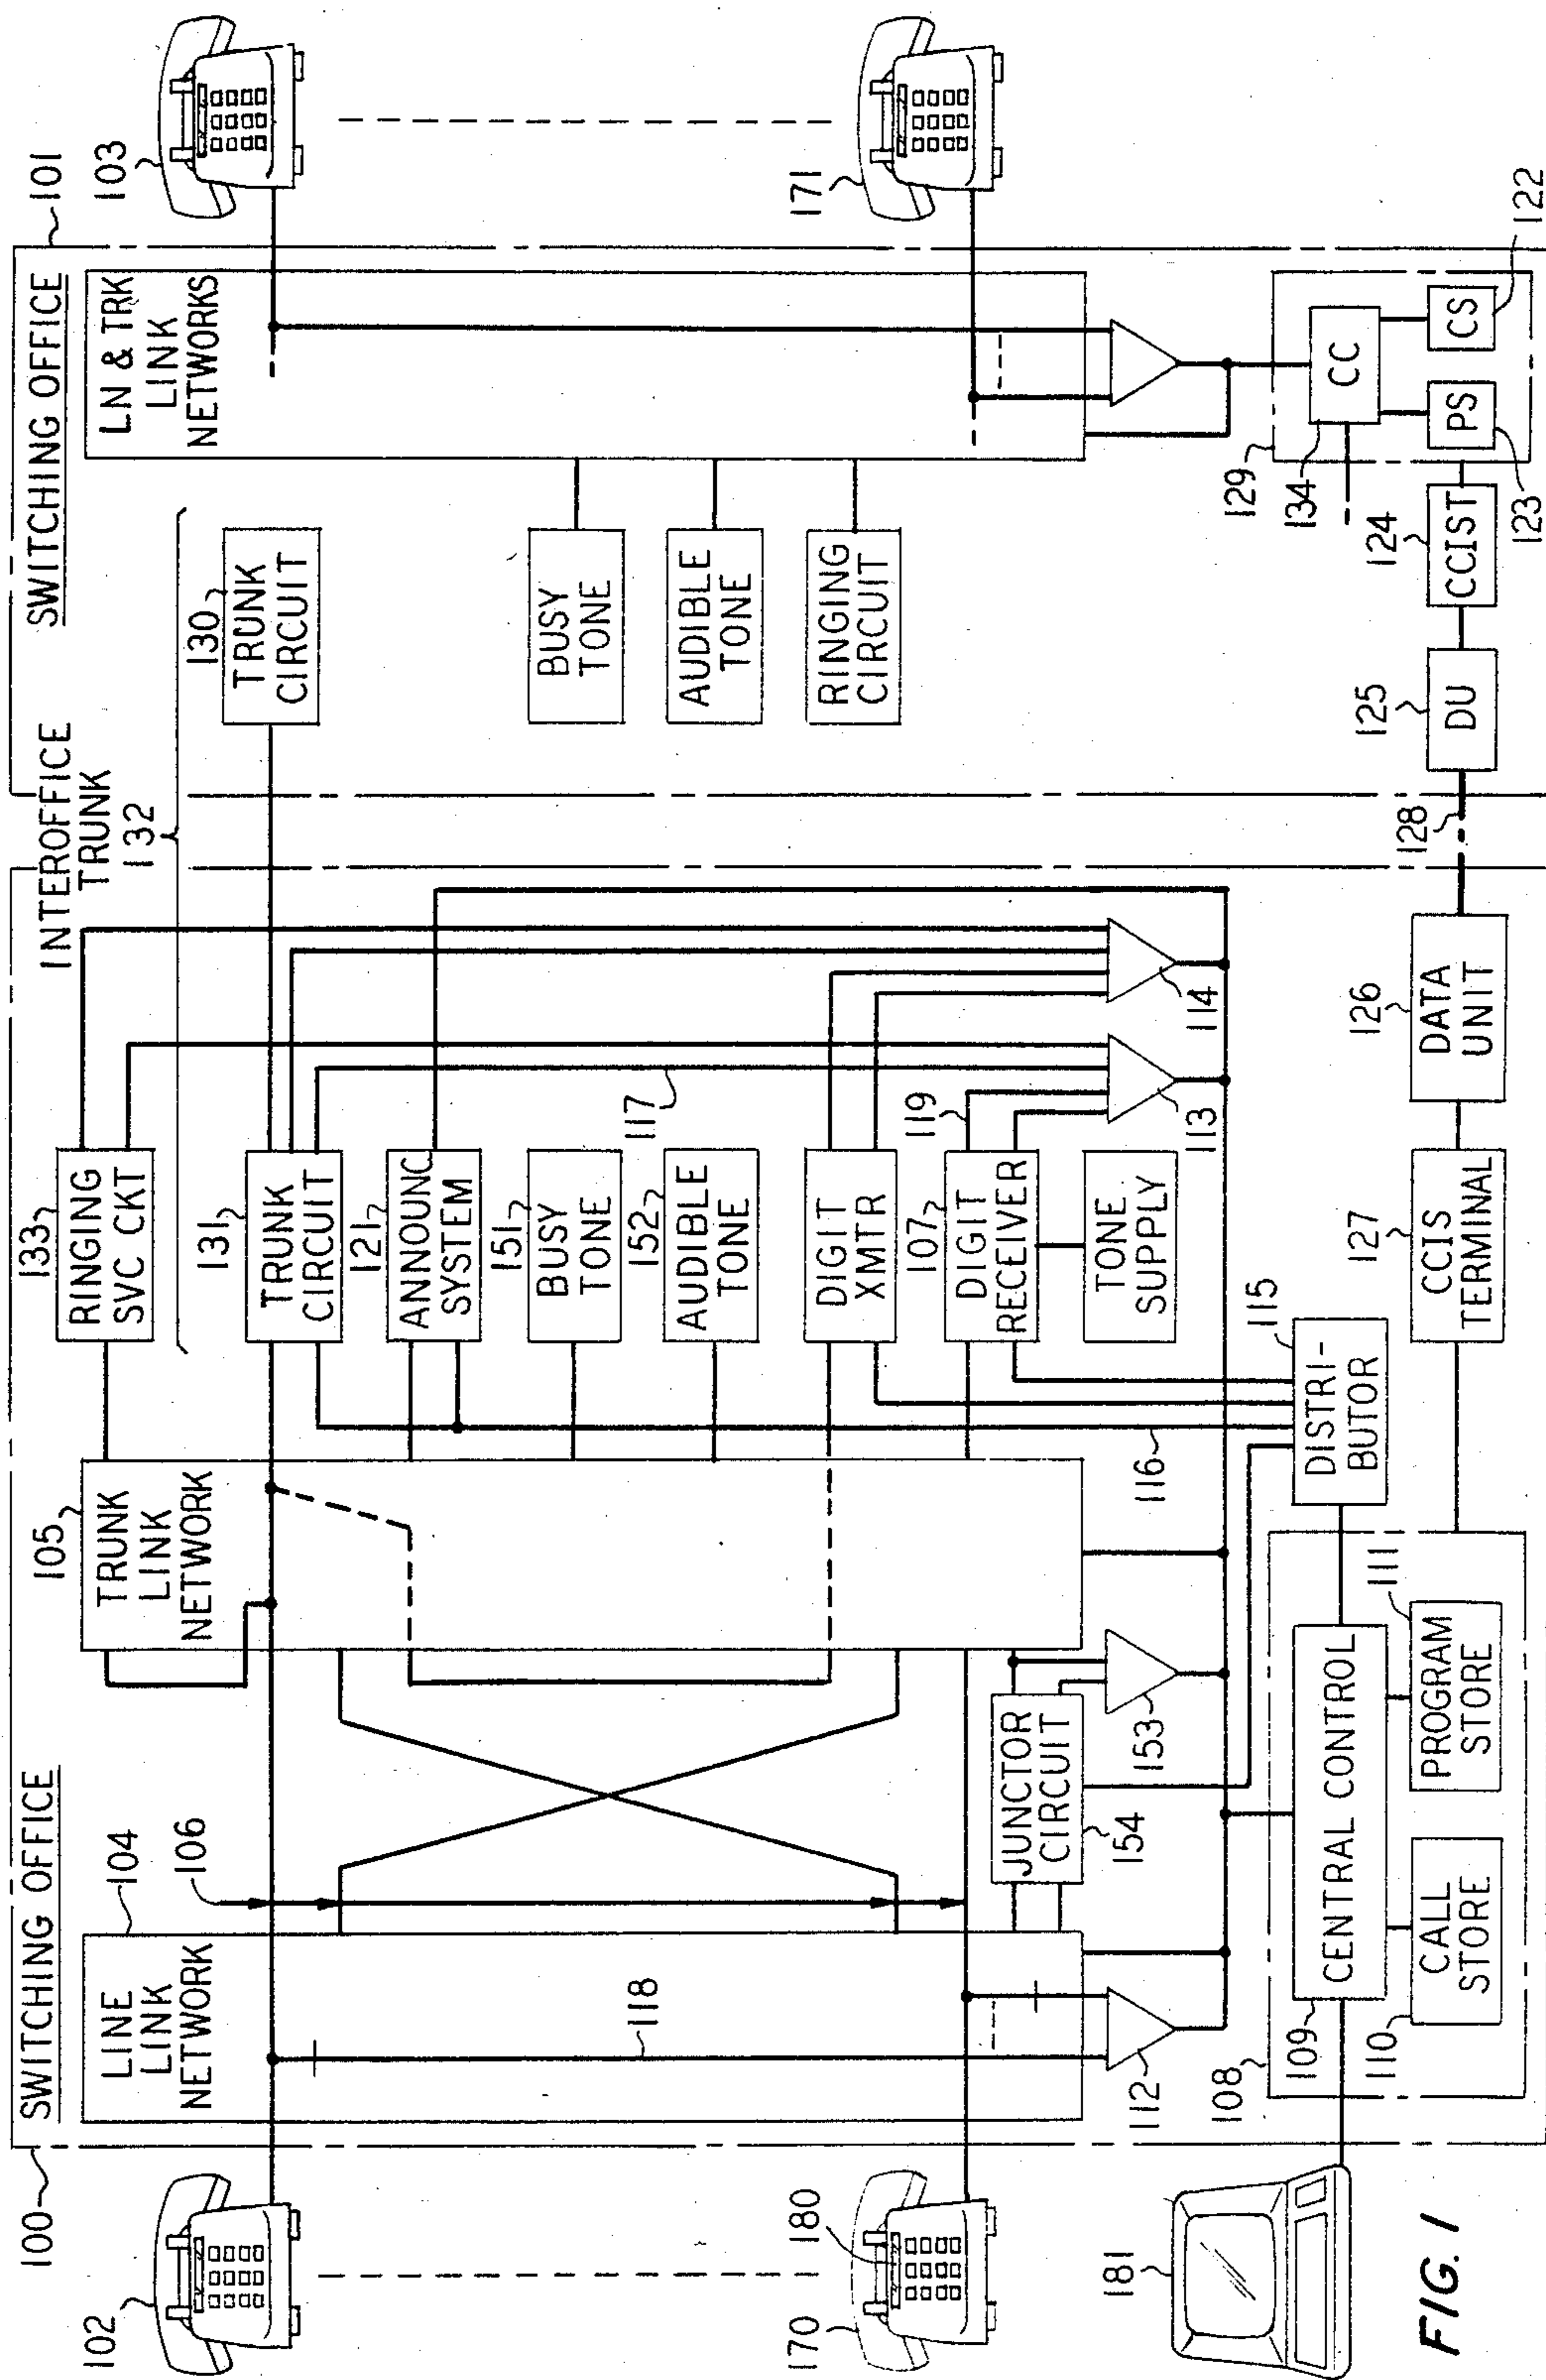 100
SWITCHING OFFICE
INTEROFFICE
TRUNK
132
SWITCHING OFFICE
101
102
104
LINE
LINK
NETWORK
106
105
TRUNK
LINK
NETWORK
133
RINGING
SVC CKT
131
TRUNK
CIRCUIT
121
ANNOUNC
SYSTEM
151
BUSY
TONE
152
AUDIBLE
TONE
DIGIT
XMTR
107
DIGIT
RECEIVER
TONE
SUPPLY
117
119
130
TRUNK
CIRCUIT
BUSY
TONE
AUDIBLE
TONE
RINGING
CIRCUIT
LN & TRK
LINK
NETWORKS
103
171
118
170
180
112
JUNCTOR
CIRCUIT
154
153
116
113
114
115
DISTRI-
BUTOR
108
109
CENTRAL CONTROL
110
CALL
STORE
111
PROGRAM
STORE
127
CCIS
TERMINAL
126
DATA
UNIT
128
125
DU
124
CCIST
129
134
CC
PS
CS
123
122
181
FIG. 1